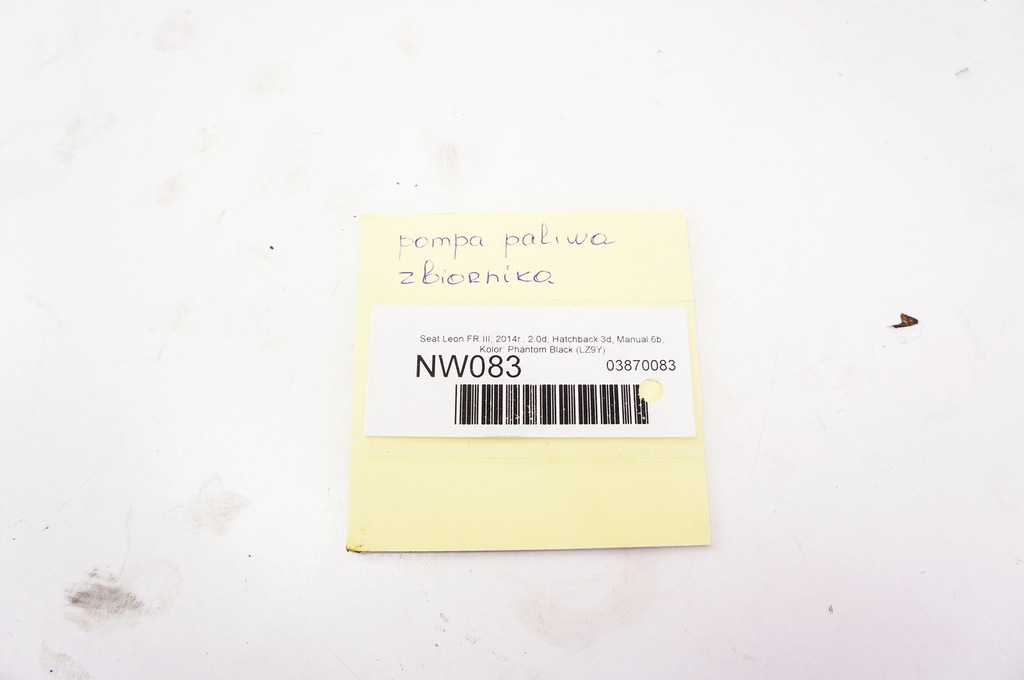 pompa paliwa
zbiornika
Seat Leon FR III, 2014r., 2.0d, Hatchback 3d, Manual 6b,
Kolor: Phantom Black (LZ9Y)
NW083 03870083